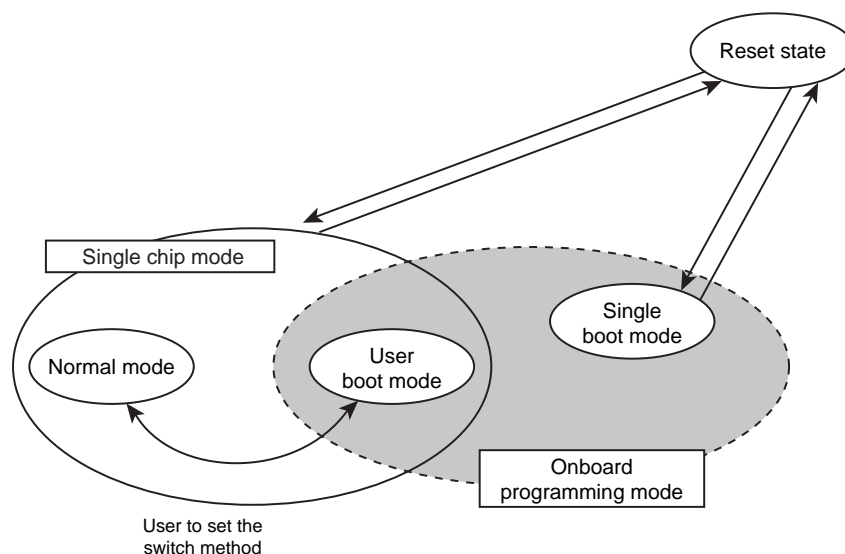 Reset state
Single chip mode
Single
boot mode
Normal mode
User
boot mode
Onboard
programming mode
User to set the
switch method